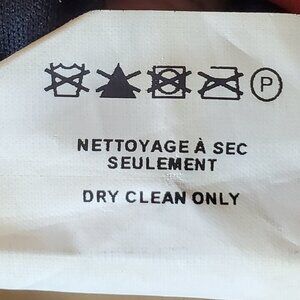 P
NETTOYAGE À SEC
SEULEMENT
DRY CLEAN ONLY